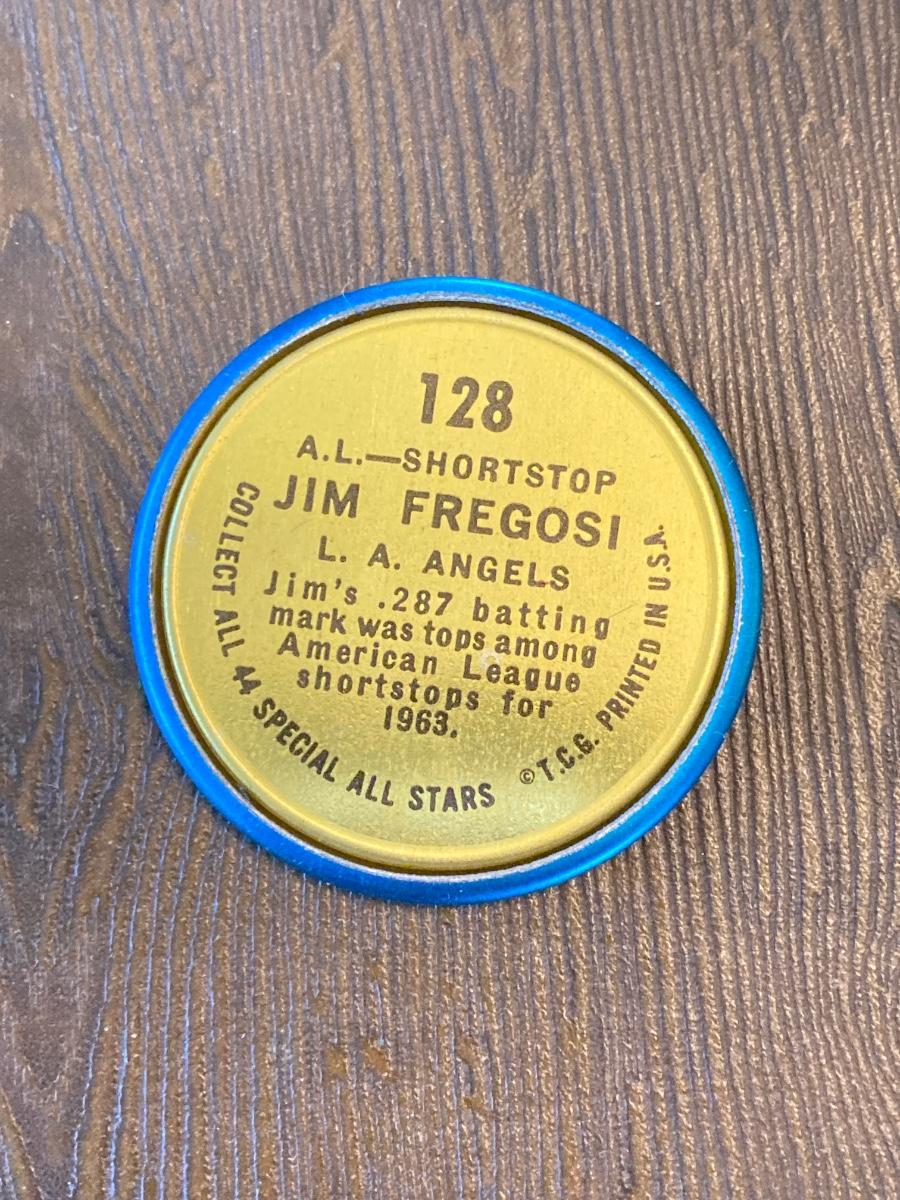 128
A.L.—SHORTSTOP
JIM FREGOSI
L. A. ANGELS
Jim's .287 batting
mark was tops among
American League
shortstops for
1963.
COLLECT ALL 44 SPECIAL ALL STARS
©T.C.G. PRINTED IN U.S.A.